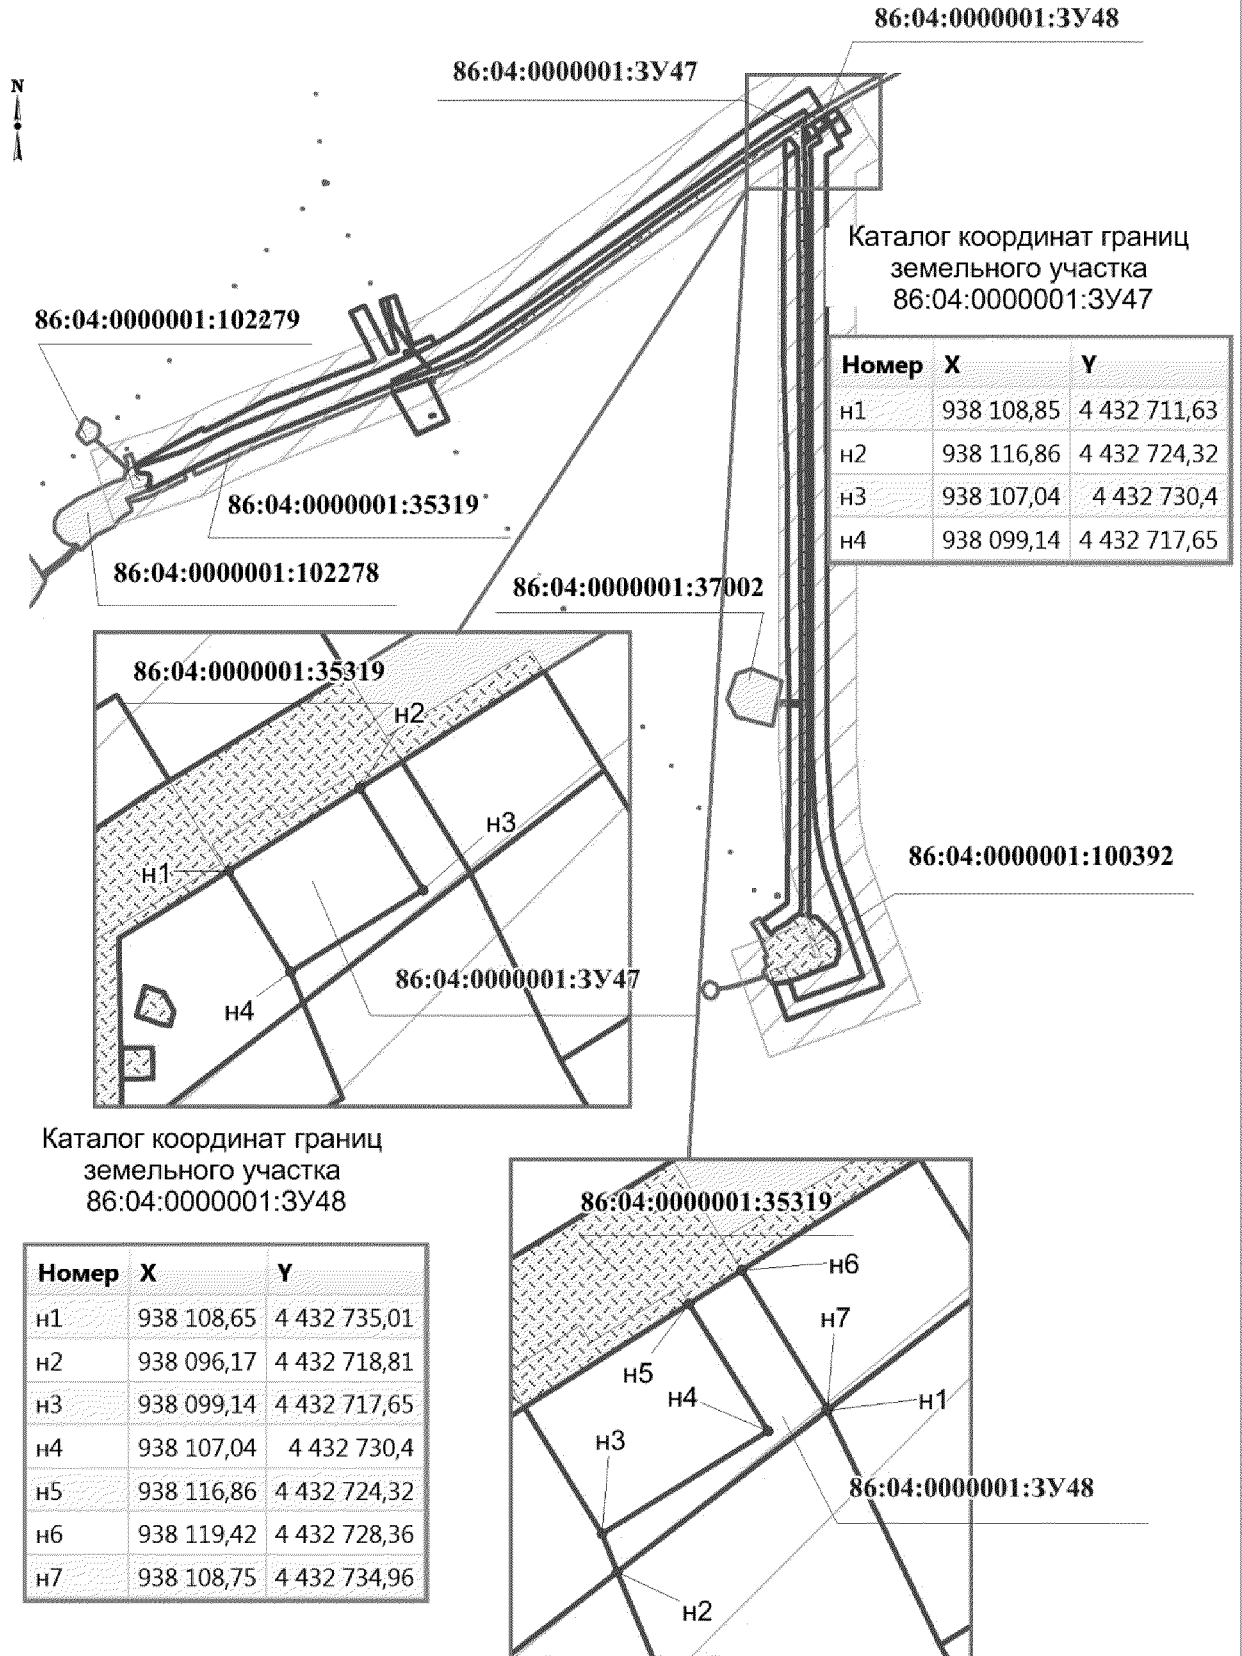 86:04:0000001:ЗУ48
86:04:0000001:ЗУ47
N
Каталог координат границ
земельного участка
86:04:0000001:ЗУ47
86:04:0000001:102279
Номер X Y
н1 938 108,85 4 432 711,63
н2 938 116,86 4 432 724,32
н3 938 107,04 4 432 730,4
н4 938 099,14 4 432 717,65
86:04:0000001:35319
86:04:0000001:102278
86:04:0000001:37002
86:04:0000001:35319
н2
н3
н1
86:04:0000001:100392
86:04:0000001:ЗУ47
н4
Каталог координат границ
земельного участка
86:04:0000001:ЗУ48
86:04:0000001:35319
н6
н7
н5
н4
н1
н3
86:04:0000001:ЗУ48
н2
Номер X Y
н1 938 108,65 4 432 735,01
н2 938 096,17 4 432 718,81
н3 938 099,14 4 432 717,65
н4 938 107,04 4 432 730,4
н5 938 116,86 4 432 724,32
н6 938 119,42 4 432 728,36
н7 938 108,75 4 432 734,96